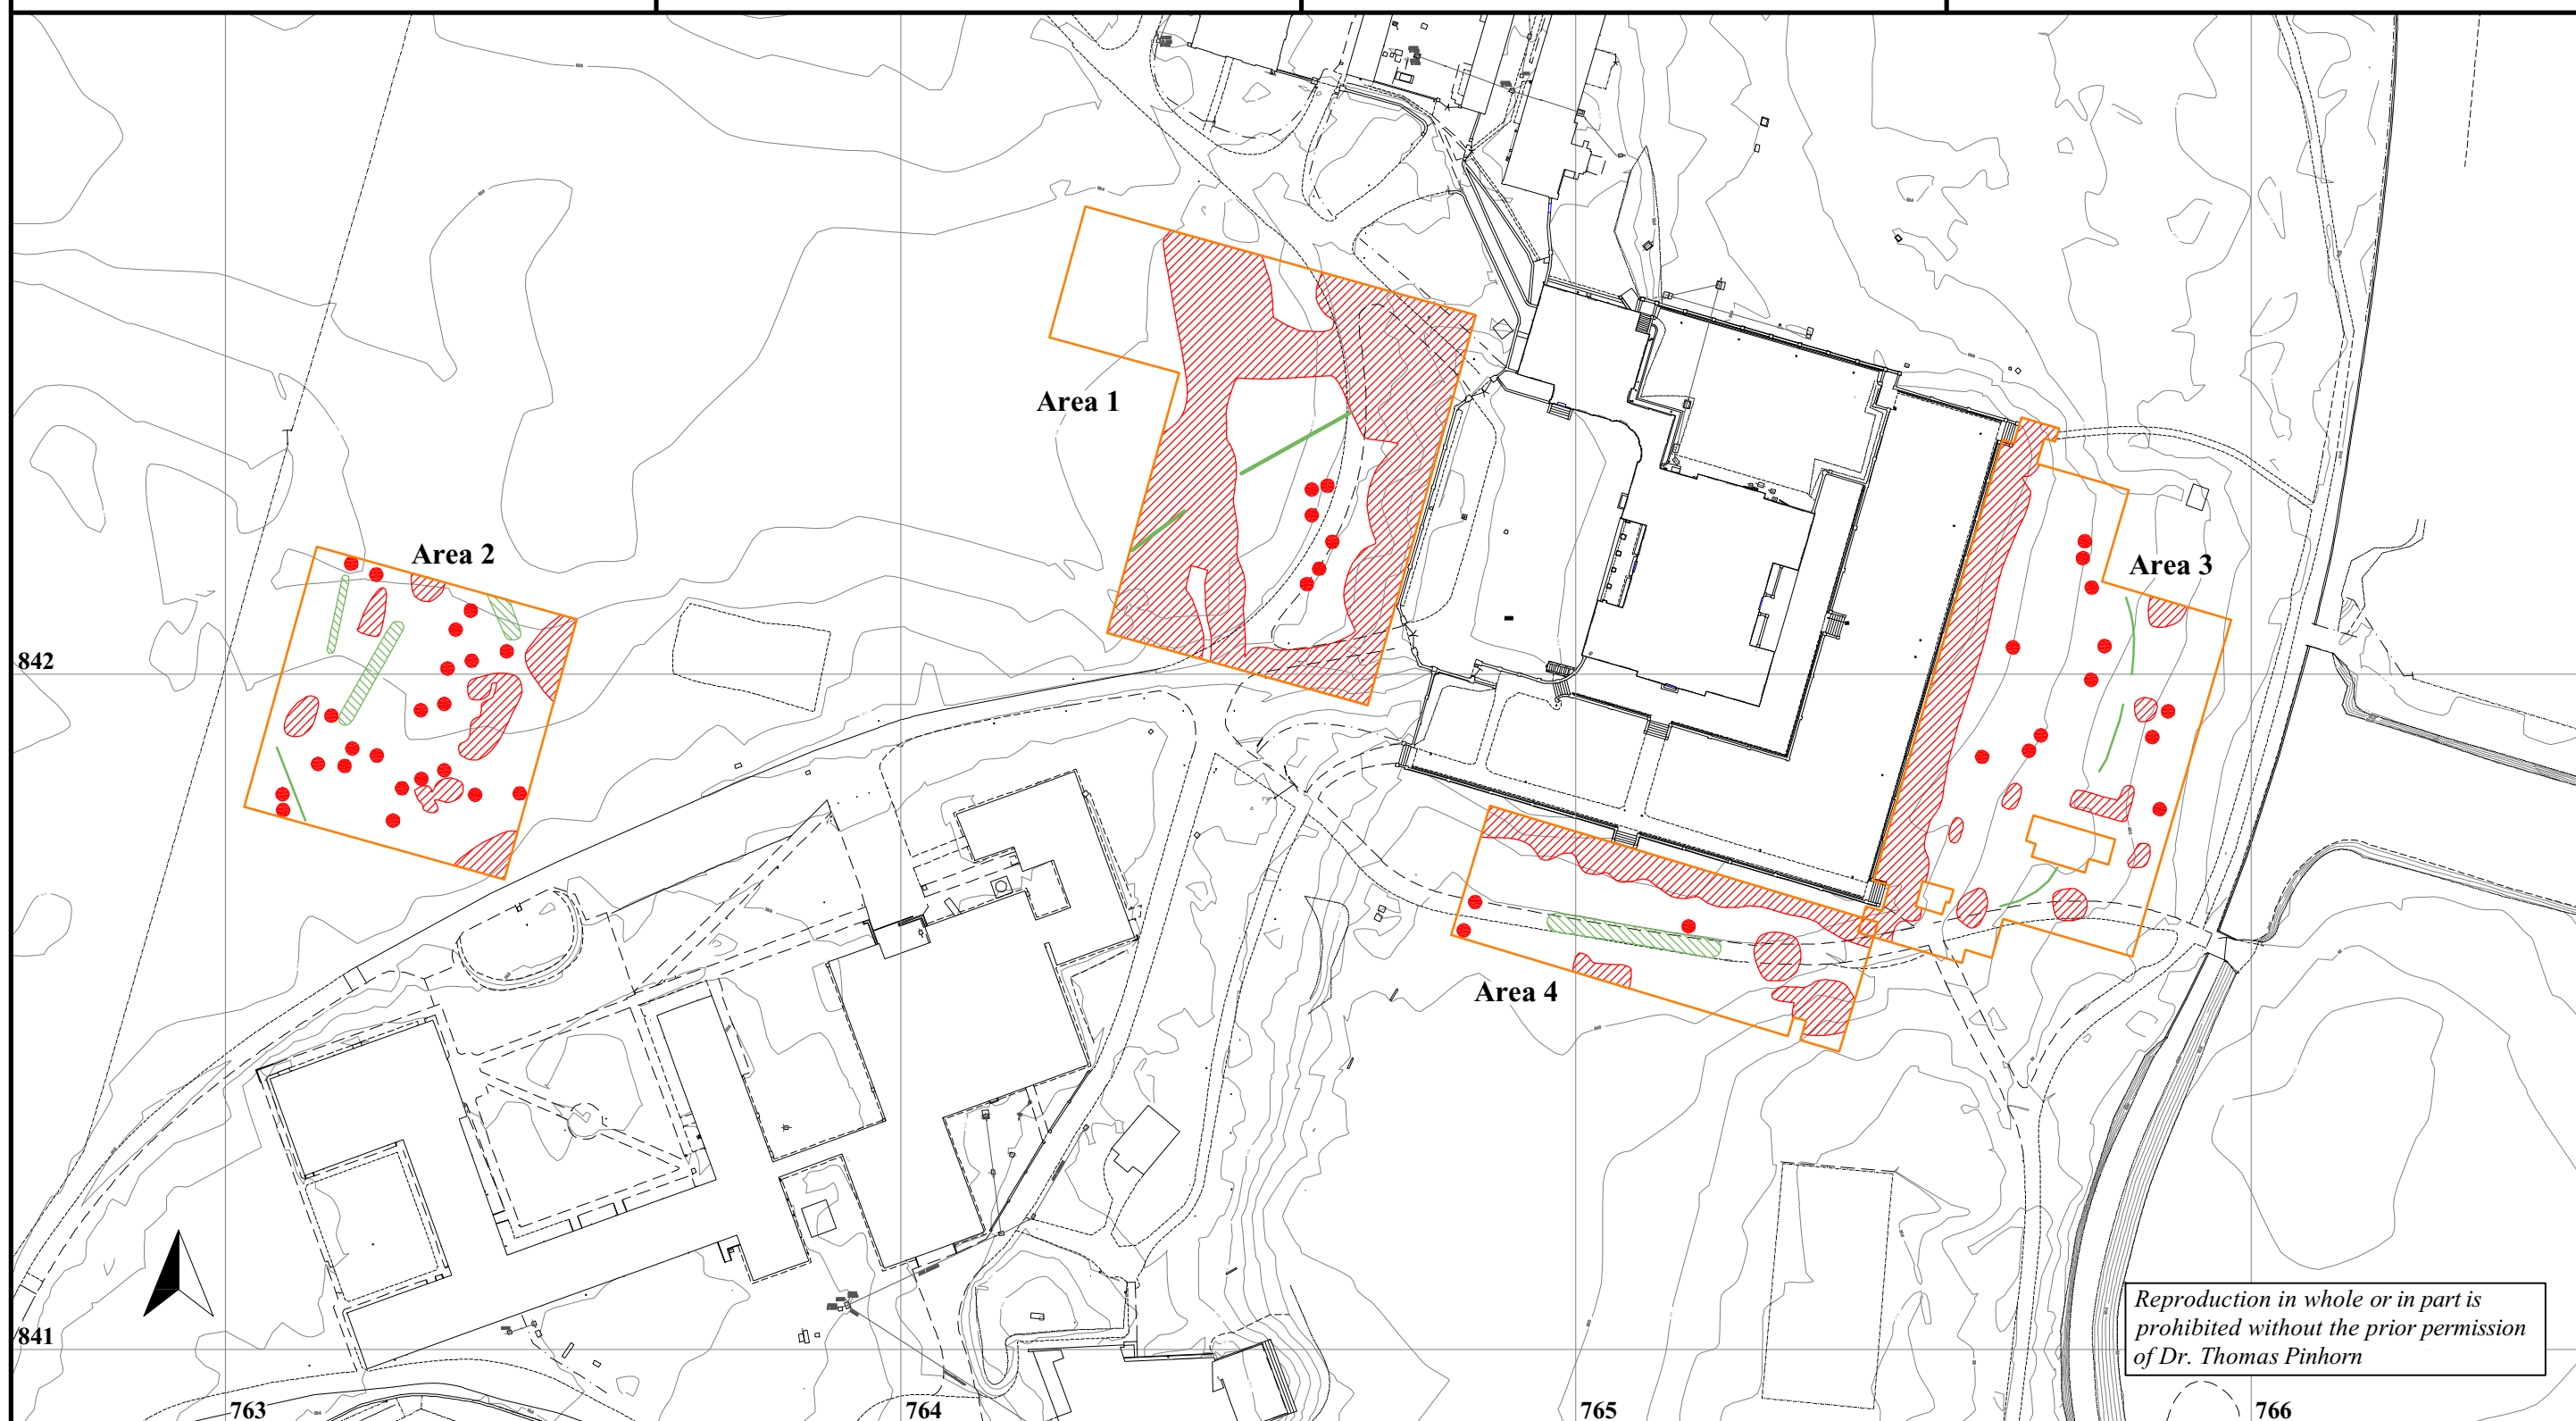 Area 1
Area 2
Area 3
842
Area 4
Reproduction in whole or in part is
prohibited without the prior permission
of Dr. Thomas Pinhorn
841
763
764
765
766